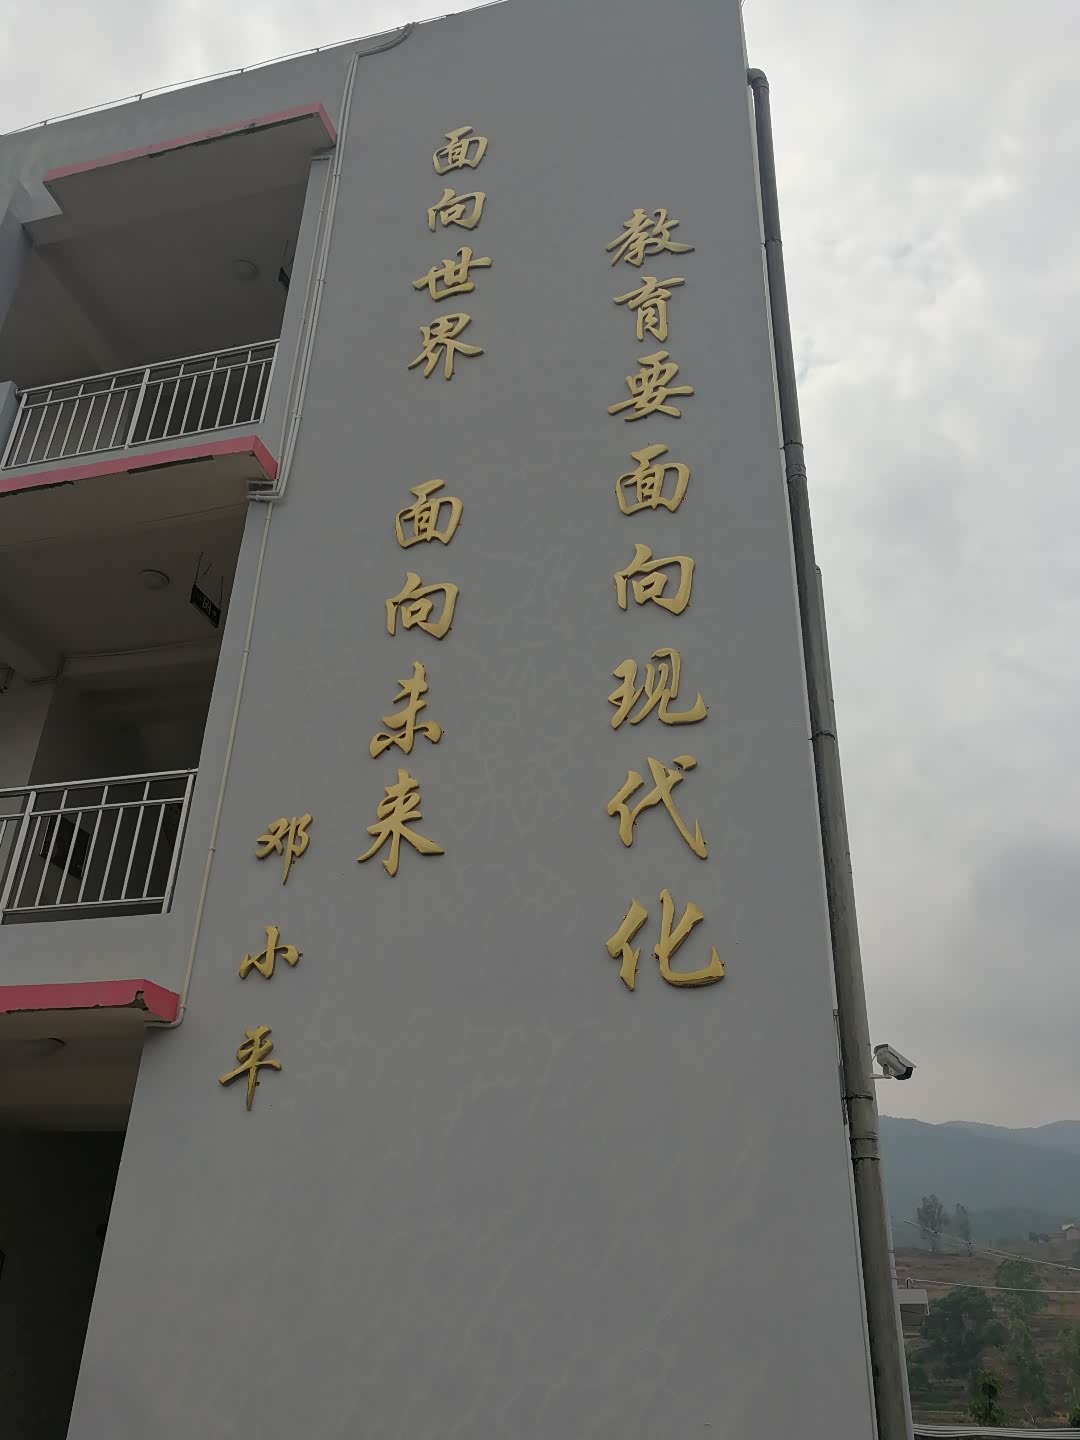 教育要面向现代化
面向世界 面向未来
邓小平